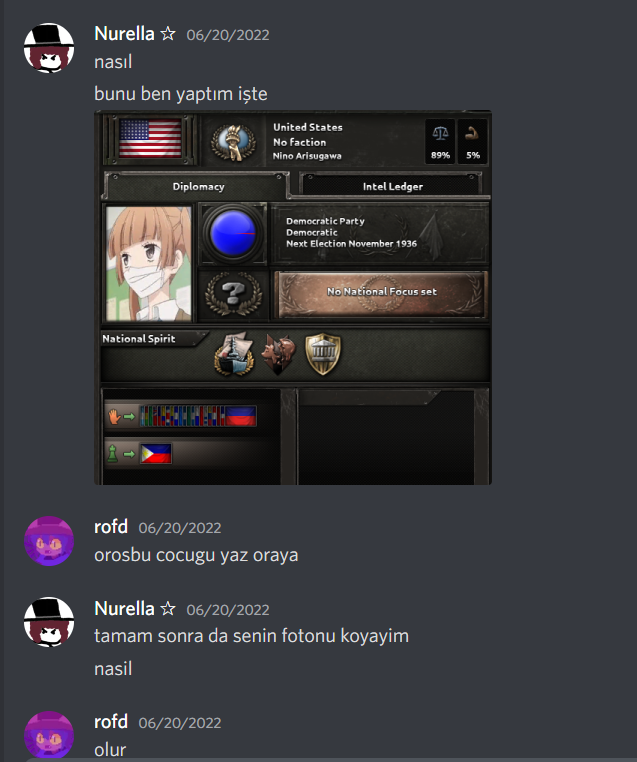 Nurella ☆ 06/20/2022
nasıl
bunu ben yaptım işte
United States
No faction
Nino Arisugawa
89% 5%
Diplomacy Intel Ledger
Democratic Party
Democratic
Next Election November 1936
No National Focus set
National Spirit
rofd 06/20/2022
orosbu cocugu yaz oraya
Nurella ☆ 06/20/2022
tamam sonra da senin fotonu koyayim
nasil
rofd 06/20/2022
olur